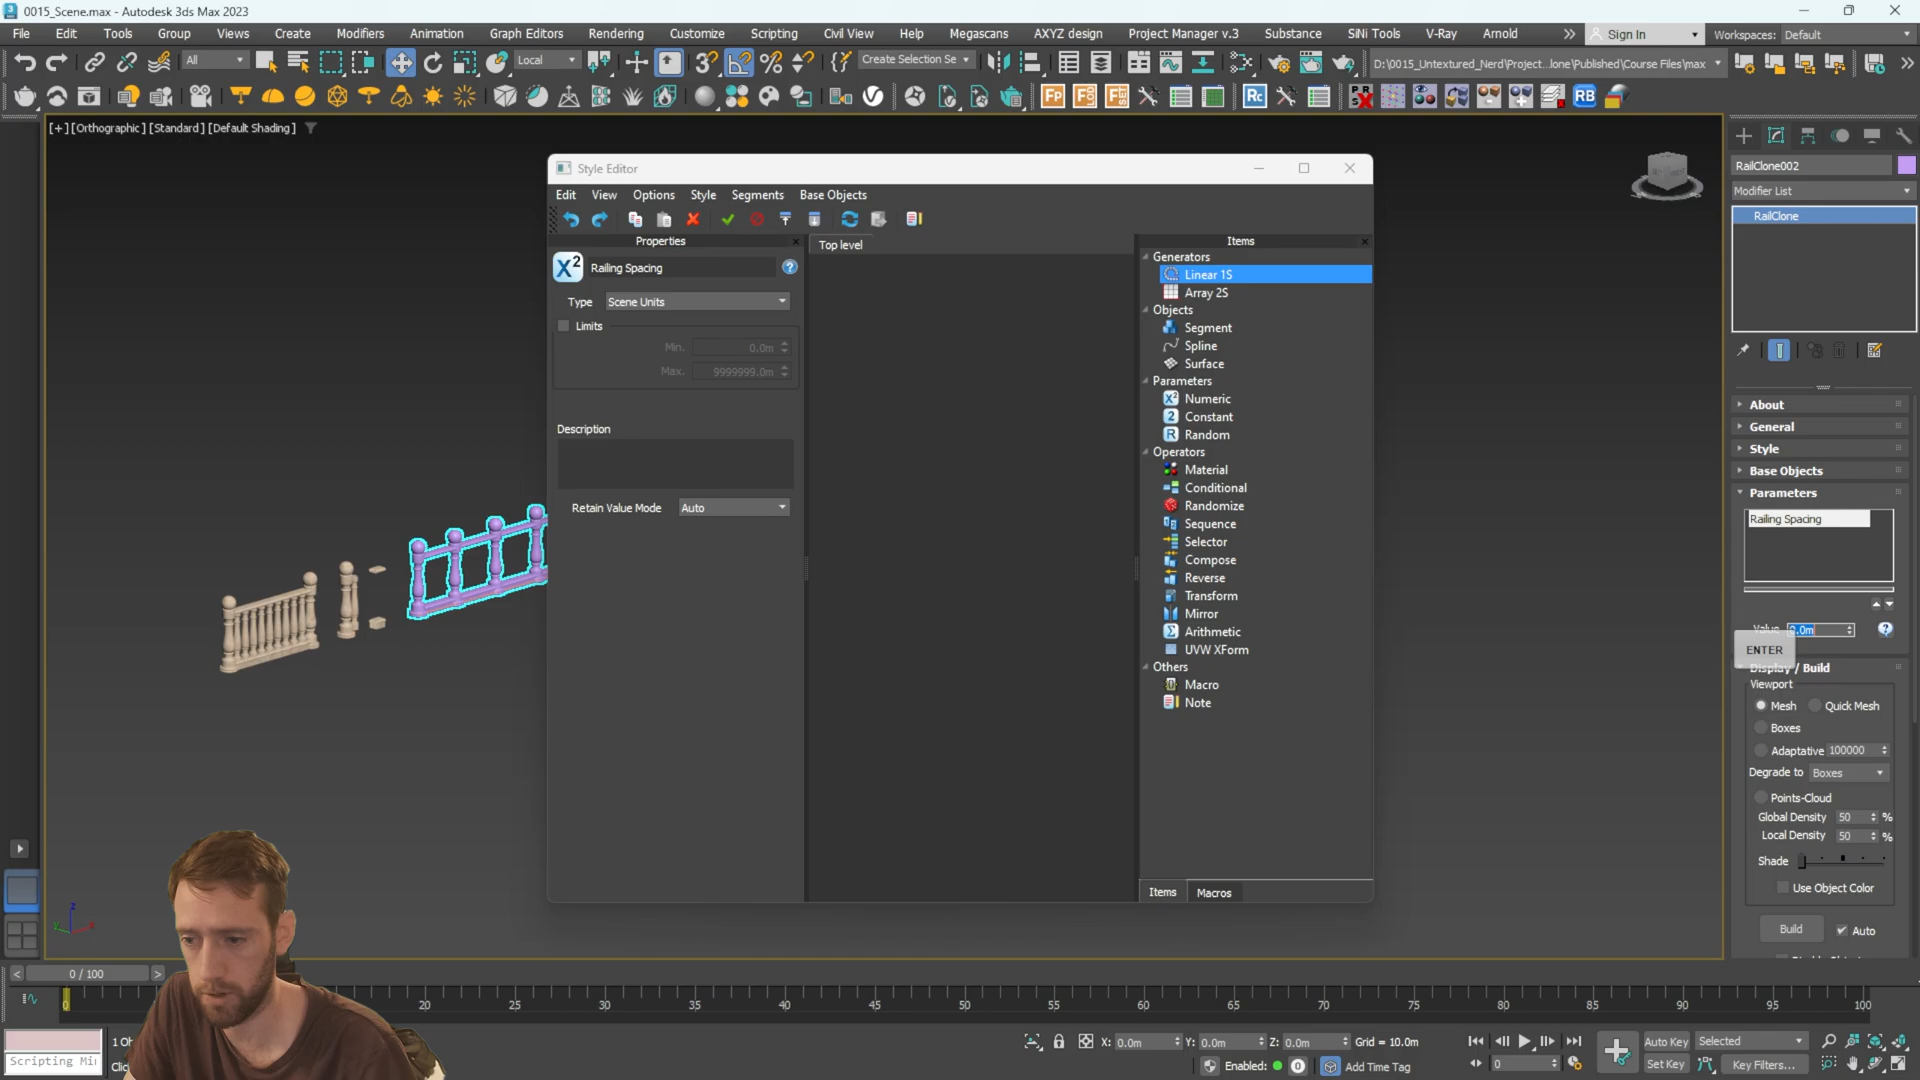 0015_Scene.max - Autodesk 3ds Max 2023
File Edit Tools Group Views Create Modifiers Animation Graph Editors Rendering Customize Scripting Civil View Help Megascans AXYZ design Project Manager v.3 Substance SiNi Tools V-Ray Arnold Sign In Workspaces: Default
All Local Create Selection Se D:\0015_Untextured_Nerd\Project...lone\Published\Course Files\max
Fp Rc RB
[+] [Orthographic] [Standard] [Default Shading]
Style Editor
Edit View Options Style Segments Base Objects
Properties
Railing Spacing
Type Scene Units
Limits
Min. 0.0m
Max. 9999999.0m
Description
Retain Value Mode Auto
Top level
Items
Generators
Linear 1S
Array 2S
Objects
Segment
Spline
Surface
Parameters
Numeric
Constant
Random
Operators
Material
Conditional
Randomize
Sequence
Selector
Compose
Reverse
Transform
Mirror
Arithmetic
UVW XForm
Others
Macro
Note
Items Macros
RailClone002
Modifier List
RailClone
About
General
Style
Base Objects
Parameters
Railing Spacing
Value 0.0m
ENTER
Display / Build
Viewport
Mesh Quick Mesh
Boxes
Adaptative 100000
Degrade to Boxes
Points-Cloud
Global Density 50 %
Local Density 50 %
Shade
Use Object Color
Build Auto
0 / 100
0 20 25 30 35 40 45 50 55 60 65 70 75 80 85 90 95 100
X: 0.0m Y: 0.0m Z: 0.0m Grid = 10.0m Auto Key Selected
Scripting Mi
Enabled: 0 Add Time Tag 0 Set Key Key Filters...